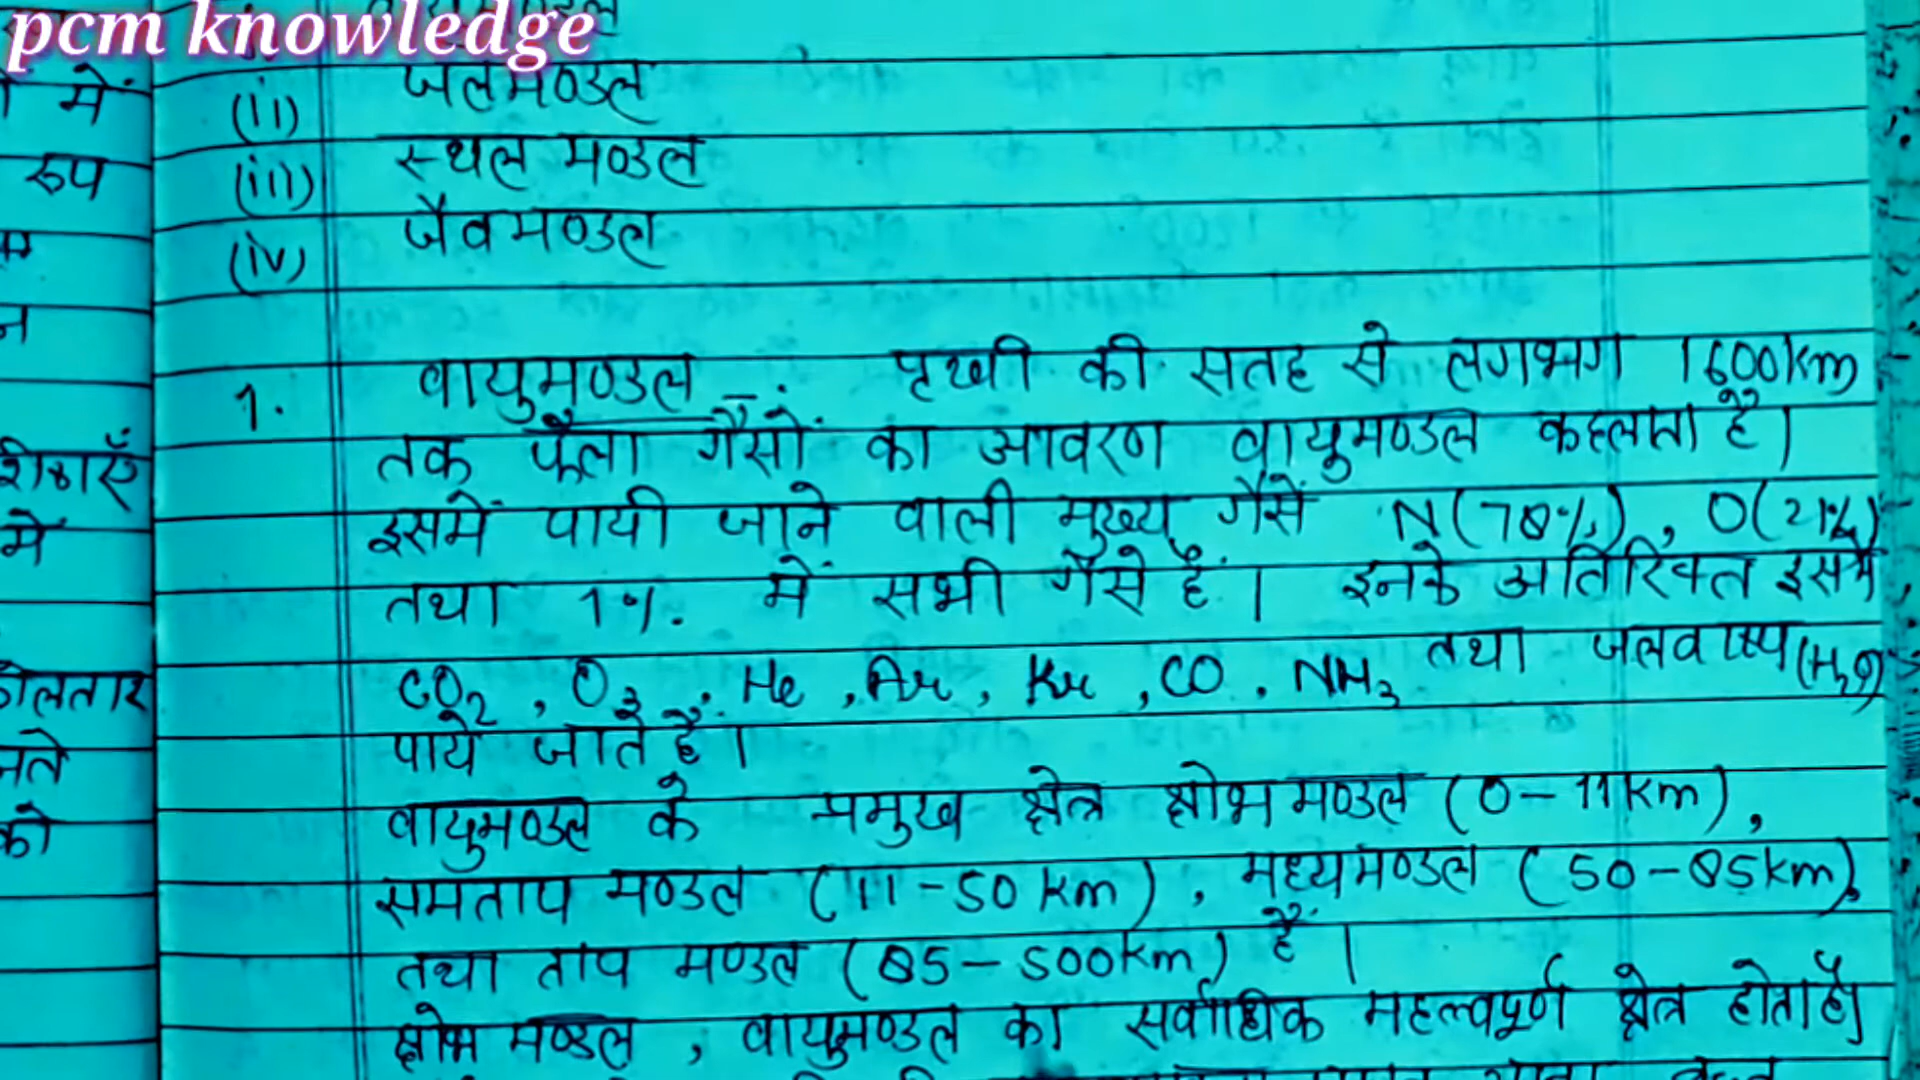 pcm knowledge
में
रूप
(ii) जलमण्डल
(iii) स्थल मण्डल
(iv) जैवमण्डल
1. वायुमण्डल -: पृथ्वी की सतह से लगभग 1600km
तक फैला गैसों का आवरण वायुमण्डल कहलाता है।
इसमें पायी जाने वाली मुख्य गैसें N(78%), O(21%)
तथा 1% में सभी गैसे हैं। इनके अतिरिक्त इसमें,
CO₂, O₃, He, Ar, Kr, CO, NH₃ तथा जलवाष्प(H₂O)
पाये जाते हैं।
वायुमण्डल के प्रमुख क्षेत्र क्षोभमण्डल (0-11km),
समताप मण्डल (11-50 km), मध्यमण्डल (50-85km),
तथा ताप मण्डल (85-500km) हैं।
क्षोभ मण्डल, वायुमण्डल का सर्वाधिक महत्वपूर्ण क्षेत्र होता है।
में
को